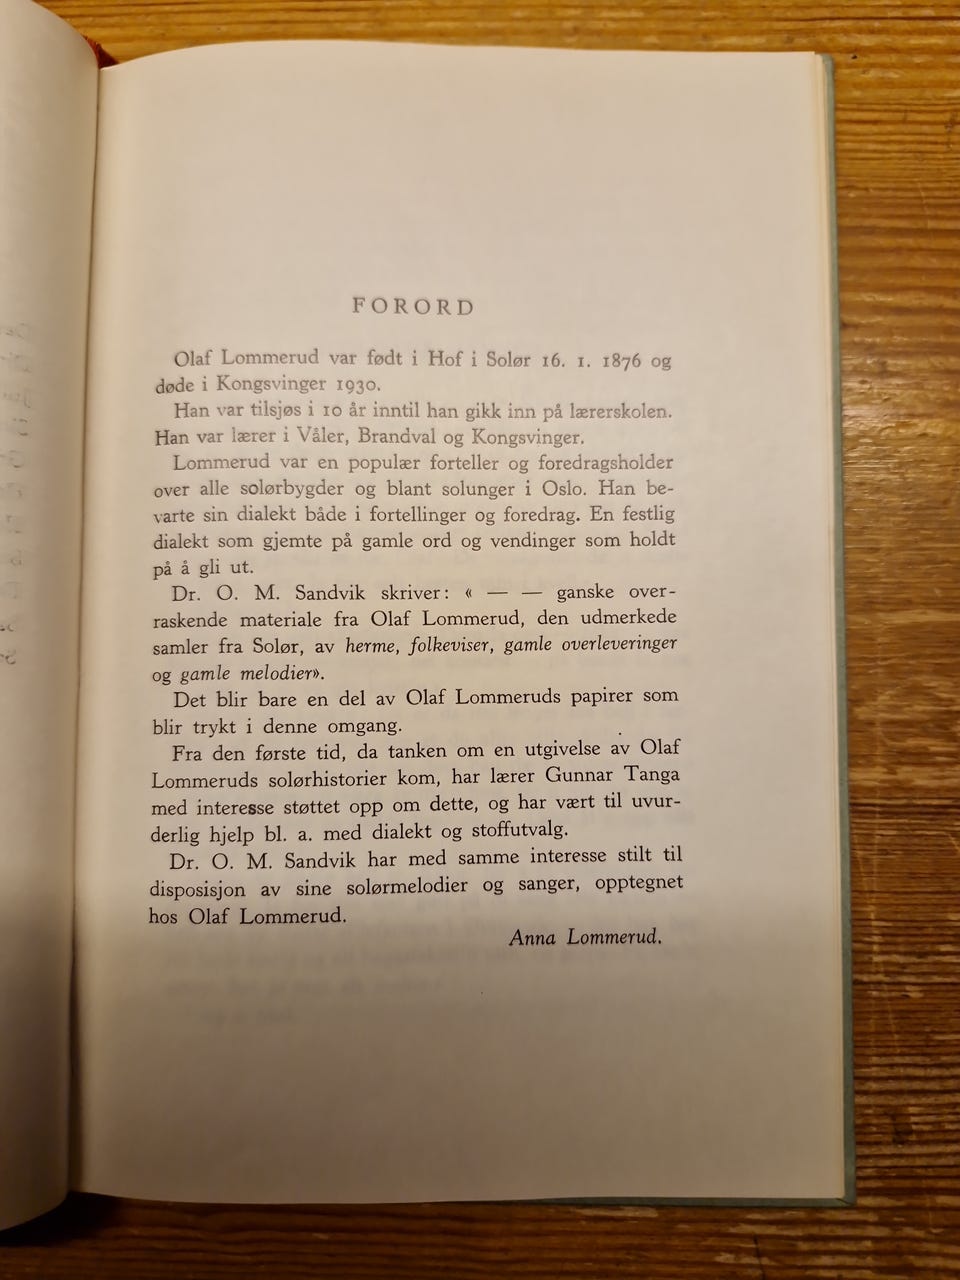 FORORD
Olaf Lommerud var født i Hof i Solør 16. 1. 1876 og
døde i Kongsvinger 1930.
Han var tilsjøs i 10 år inntil han gikk inn på lærerskolen.
Han var lærer i Våler, Brandval og Kongsvinger.
Lommerud var en populær forteller og foredragsholder
over alle solørbygder og blant solunger i Oslo. Han be-
varte sin dialekt både i fortellinger og foredrag. En festlig
dialekt som gjemte på gamle ord og vendinger som holdt
på å gli ut.
Dr. O. M. Sandvik skriver: « — — ganske over-
raskende materiale fra Olaf Lommerud, den udmerkede
samler fra Solør, av herme, folkeviser, gamle overleveringer
og gamle melodier».
Det blir bare en del av Olaf Lommeruds papirer som
blir trykt i denne omgang.
Fra den første tid, da tanken om en utgivelse av Olaf
Lommeruds solørhistorier kom, har lærer Gunnar Tanga
med interesse støttet opp om dette, og har vært til uvur-
derlig hjelp bl. a. med dialekt og stoffutvalg.
Dr. O. M. Sandvik har med samme interesse stilt til
disposisjon av sine solørmelodier og sanger, opptegnet
hos Olaf Lommerud.
Anna Lommerud.